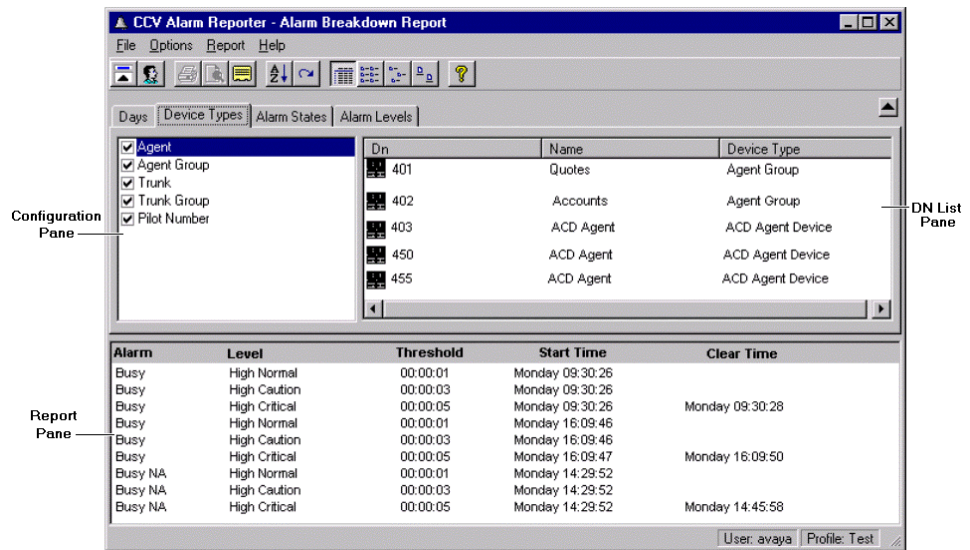 CCV Alarm Reporter - Alarm Breakdown Report
File Options Report Help
Days Device Types Alarm States Alarm Levels
Agent
Agent Group
Trunk
Trunk Group
Pilot Number
Configuration
Pane
Dn Name Device Type
401 Quotes Agent Group
402 Accounts Agent Group
403 ACD Agent ACD Agent Device
450 ACD Agent ACD Agent Device
455 ACD Agent ACD Agent Device
DN List
Pane
Alarm Level Threshold Start Time Clear Time
Busy High Normal 00:00:01 Monday 09:30:26
Busy High Caution 00:00:03 Monday 09:30:26
Busy High Critical 00:00:05 Monday 09:30:26 Monday 09:30:28
Busy High Normal 00:00:01 Monday 16:09:46
Busy High Caution 00:00:03 Monday 16:09:46
Busy High Critical 00:00:05 Monday 16:09:47 Monday 16:09:50
Busy NA High Normal 00:00:01 Monday 14:29:52
Busy NA High Caution 00:00:03 Monday 14:29:52
Busy NA High Critical 00:00:05 Monday 14:29:52 Monday 14:45:58
Report
Pane
User: avaya Profile: Test